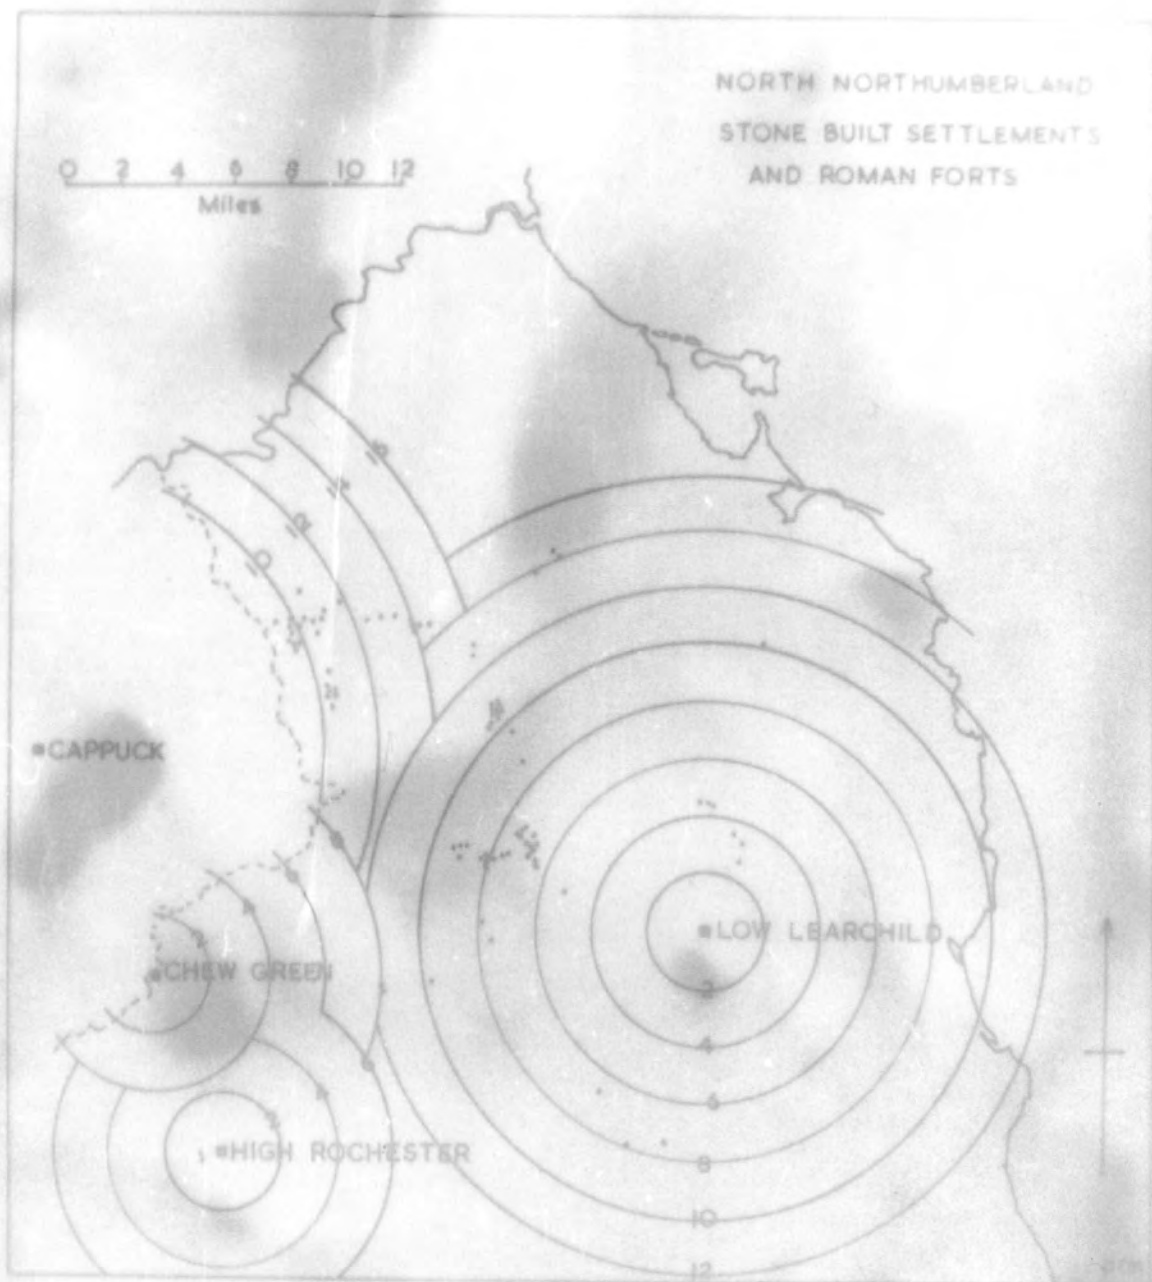 NORTH NORTHUMBERLAND
STONE BUILT SETTLEMENTS
AND ROMAN FORTS
0 2 4 6 8 10 12
Miles
CAPPUCK
CHEW GREEN
LOW LEARCHILD
HIGH ROCHESTER
2
4
6
8
10
12